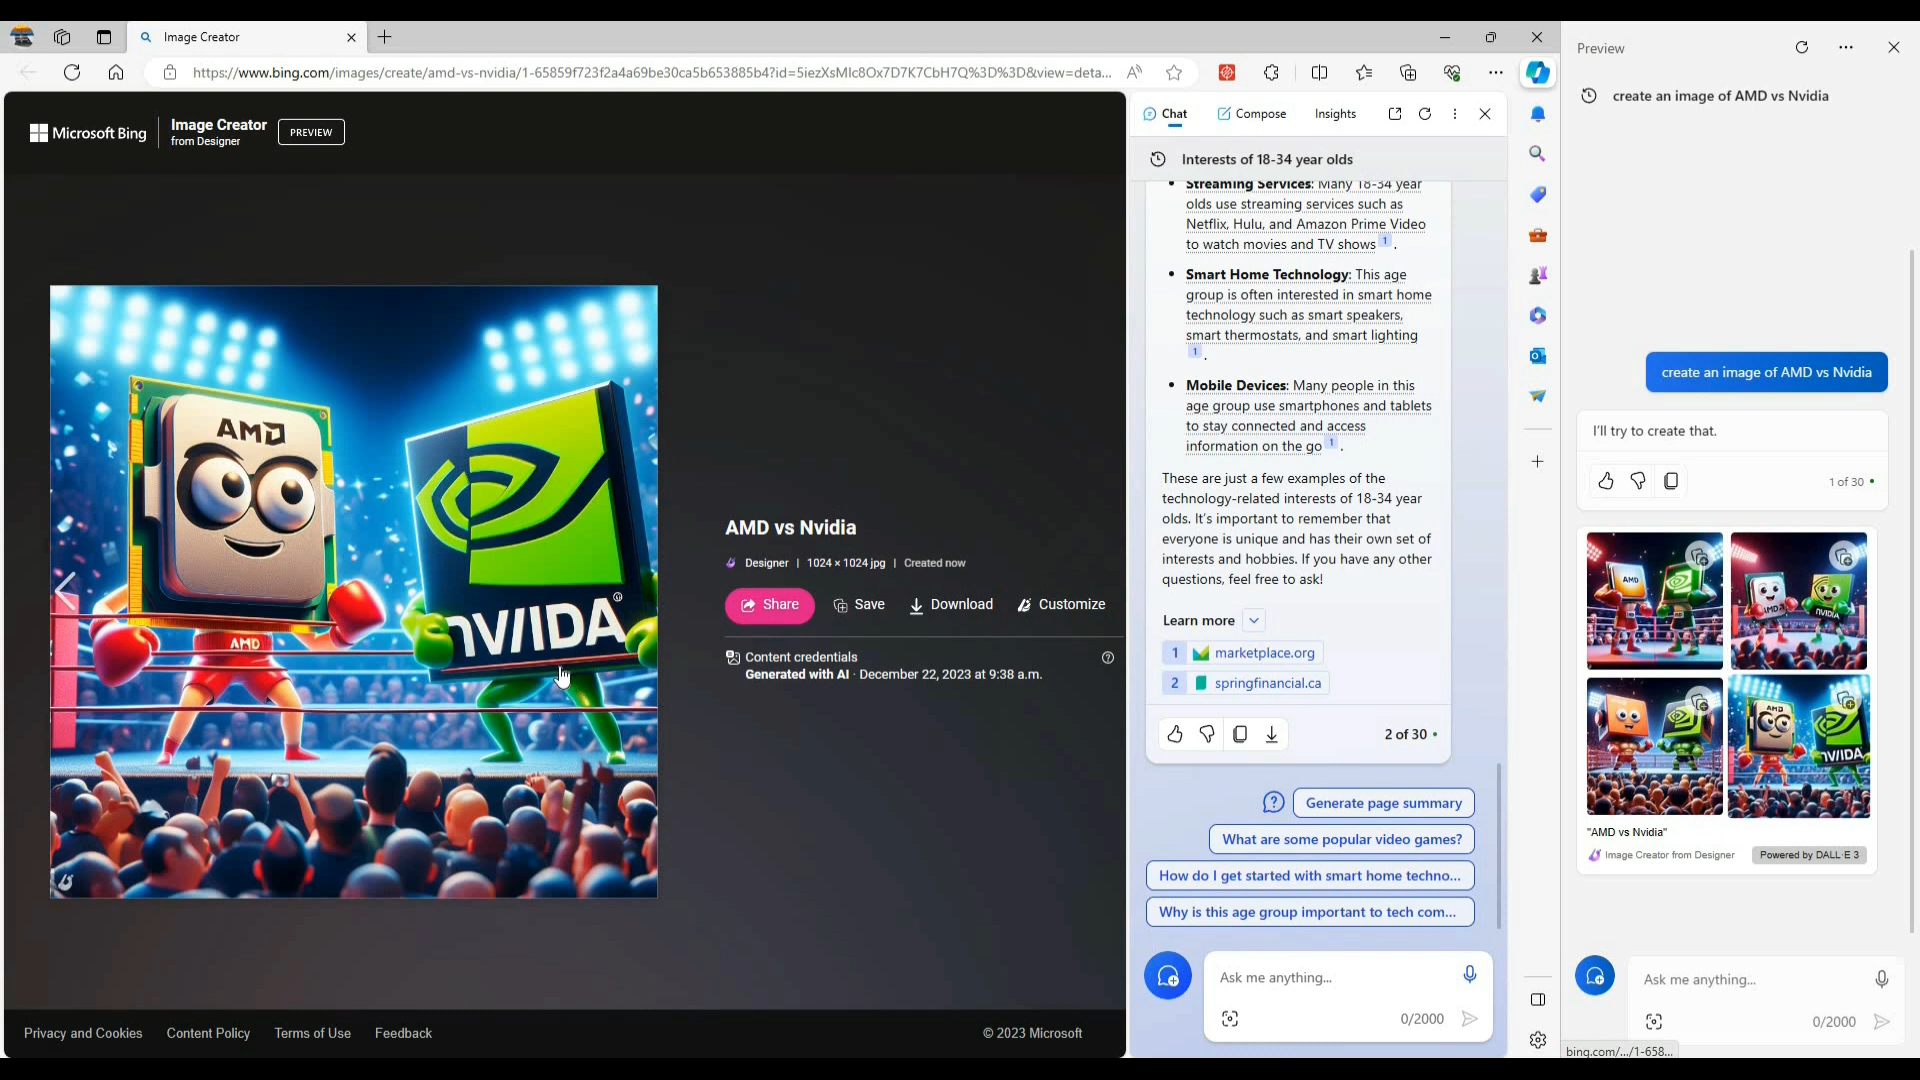 Image Creator
https://www.bing.com/images/create/amd-vs-nvidia/1-65859f723f2a4a69be30ca5b653885b4?id=5iezXsMlc8Ox7D7K7CbH7Q%3D%3D&view=deta...
Microsoft Bing
Image Creator
from Designer
PREVIEW
AMD
AMD
NVIIDA
AMD vs Nvidia
Designer | 1024 × 1024 jpg | Created now
Share
Save
Download
Customize
Content credentials
Generated with AI · December 22, 2023 at 9:38 a.m.
Privacy and Cookies
Content Policy
Terms of Use
Feedback
© 2023 Microsoft
Chat
Compose
Insights
Interests of 18-34 year olds
Streaming Services: Many 18-34 year
olds use streaming services such as
Netflix, Hulu, and Amazon Prime Video
to watch movies and TV shows 1 .
Smart Home Technology: This age
group is often interested in smart home
technology such as smart speakers,
smart thermostats, and smart lighting
1 .
Mobile Devices: Many people in this
age group use smartphones and tablets
to stay connected and access
information on the go 1 .
These are just a few examples of the
technology-related interests of 18-34 year
olds. It's important to remember that
everyone is unique and has their own set of
interests and hobbies. If you have any other
questions, feel free to ask!
Learn more
1 marketplace.org
2 springfinancial.ca
2 of 30
Generate page summary
What are some popular video games?
How do I get started with smart home techno...
Why is this age group important to tech com...
Ask me anything...
0/2000
Preview
create an image of AMD vs Nvidia
create an image of AMD vs Nvidia
I'll try to create that.
1 of 30
AMD
AMD
NVIDIA
AMD
NVIIDA
"AMD vs Nvidia"
Image Creator from Designer
Powered by DALL·E 3
Ask me anything...
0/2000
bing.com/.../1-658...